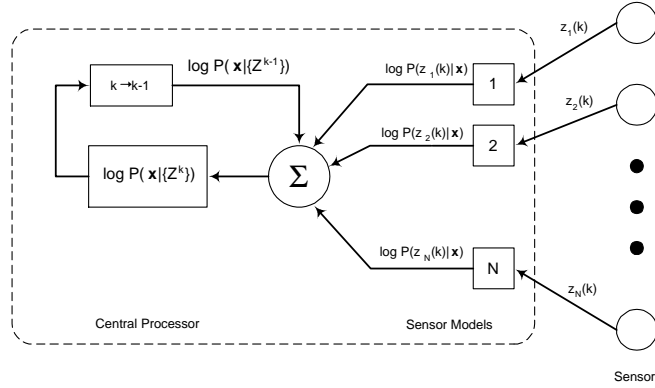 z₁(k)
log P( x|{Zᵏ⁻¹})
log P(z ₁(k)|x)
k→k-1
1
z₂(k)
log P(z ₂(k)|x)
2
log P( x|{Zᵏ})
Σ
log P(z N(k)|x)
N
z N(k)
Central Processor
Sensor Models
Sensor